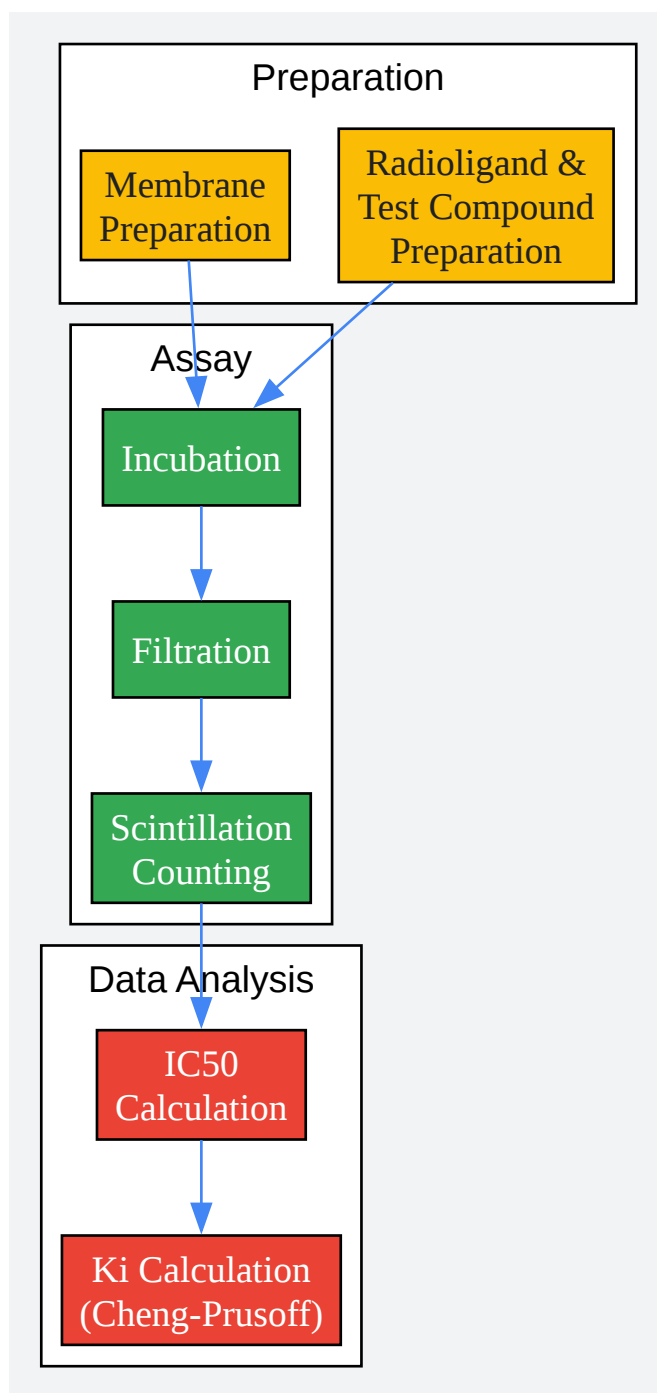 Preparation
Membrane
Preparation
Radioligand &
Test Compound
Preparation
Assay
Incubation
Filtration
Scintillation
Counting
Data Analysis
IC50
Calculation
Ki Calculation
(Cheng-Prusoff)